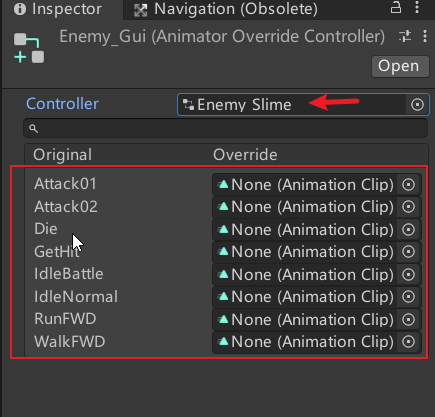 Inspector
Navigation (Obsolete)
Enemy_Gui (Animator Override Controller)
Open
Controller
Enemy Slime
Original Override
Attack01 None (Animation Clip)
Attack02 None (Animation Clip)
Die None (Animation Clip)
GetHit None (Animation Clip)
IdleBattle None (Animation Clip)
IdleNormal None (Animation Clip)
RunFWD None (Animation Clip)
WalkFWD None (Animation Clip)